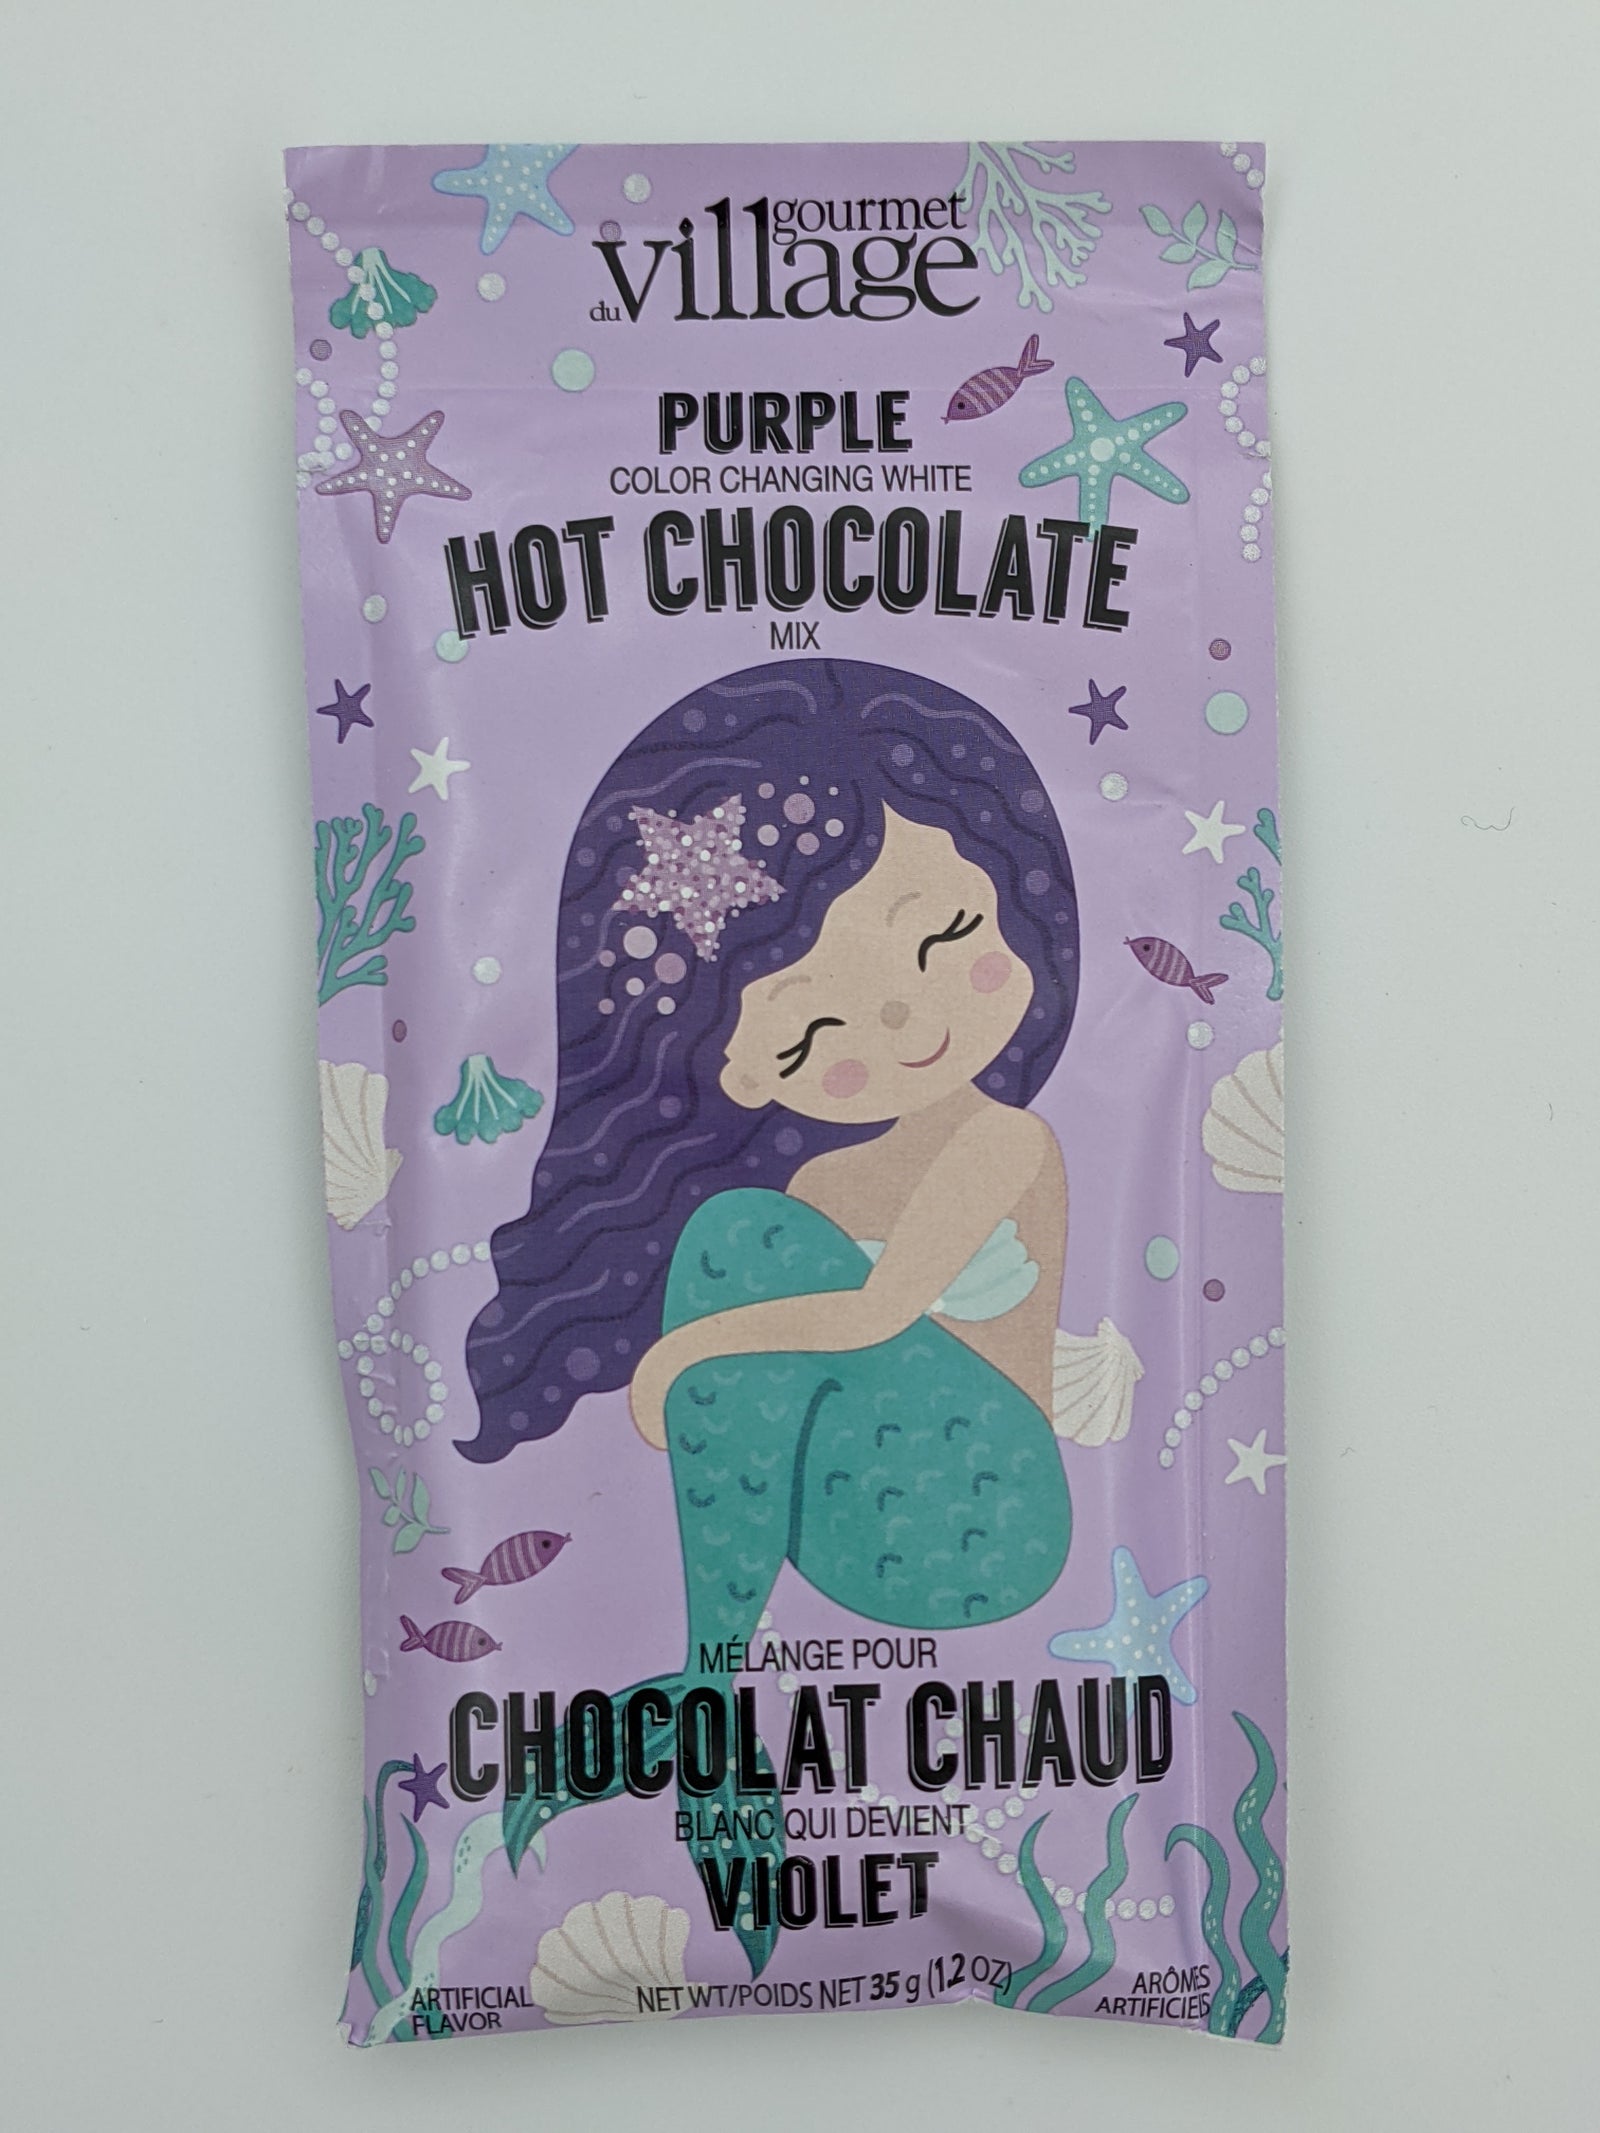 gourmet
du village
PURPLE
COLOR CHANGING WHITE
HOT CHOCOLATE
MIX
MÉLANGE POUR
CHOCOLAT CHAUD
BLANC QUI DEVIENT
VIOLET
ARTIFICIAL
FLAVOR
NET WT/POIDS NET 35 g (1.2 OZ)
ARÔMES
ARTIFICIELS